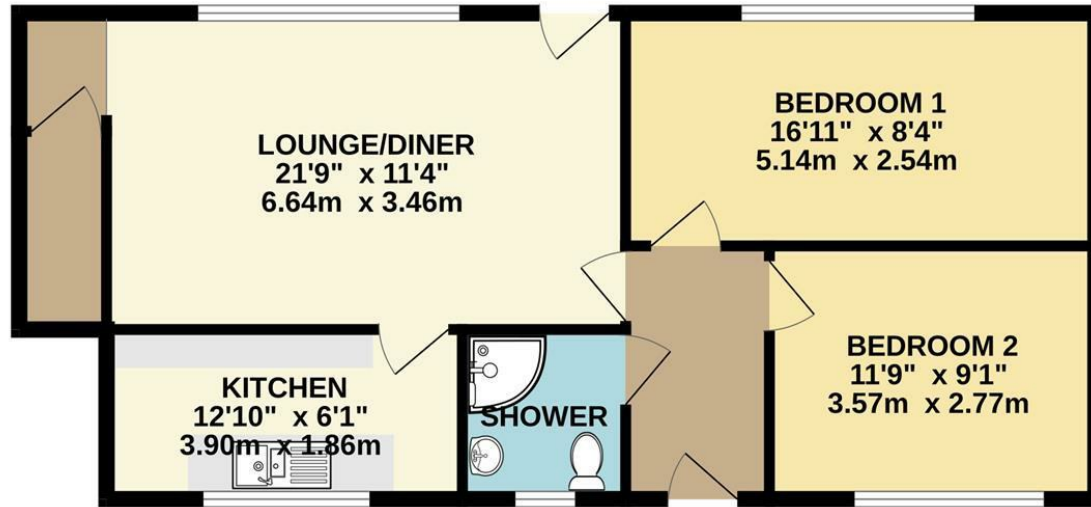 LOUNGE/DINER
21'9" x 11'4"
6.64m x 3.46m
BEDROOM 1
16'11" x 8'4"
5.14m x 2.54m
KITCHEN
12'10" x 6'1"
3.90m x 1.86m
SHOWER
BEDROOM 2
11'9" x 9'1"
3.57m x 2.77m